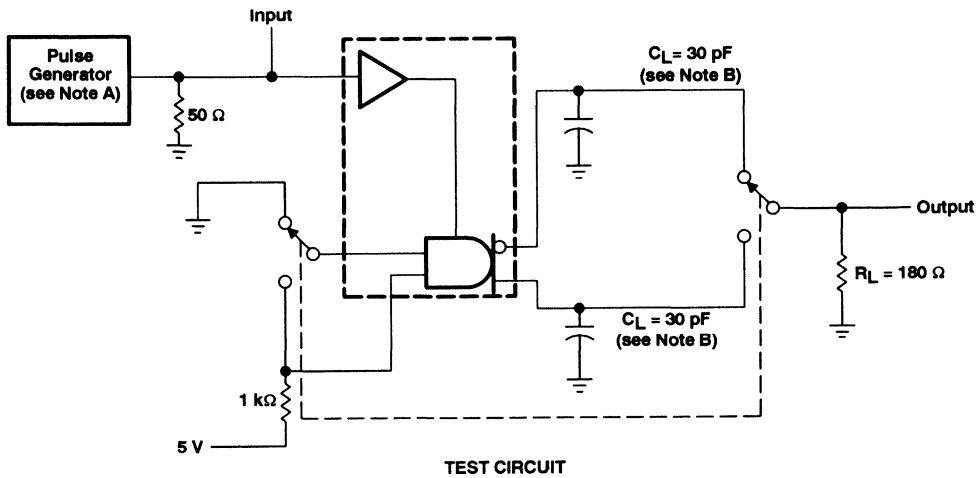 Input
Pulse
Generator
(see Note A)
50 Ω
CL = 30 pF
(see Note B)
Output
RL = 180 Ω
CL = 30 pF
(see Note B)
1 kΩ
5 V
TEST CIRCUIT